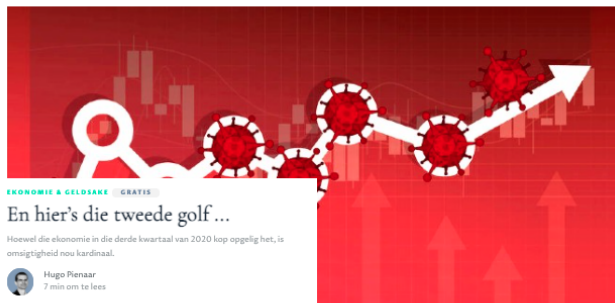 EKONOMIE & GELDSAKE GRATIS
En hier's die tweede golf ...
Hoewel die ekonomie in die derde kwartaal van 2020 kop opgelig het, is
omsigtigheid nou kardinaal.
Hugo Pienaar
7 min om te lees